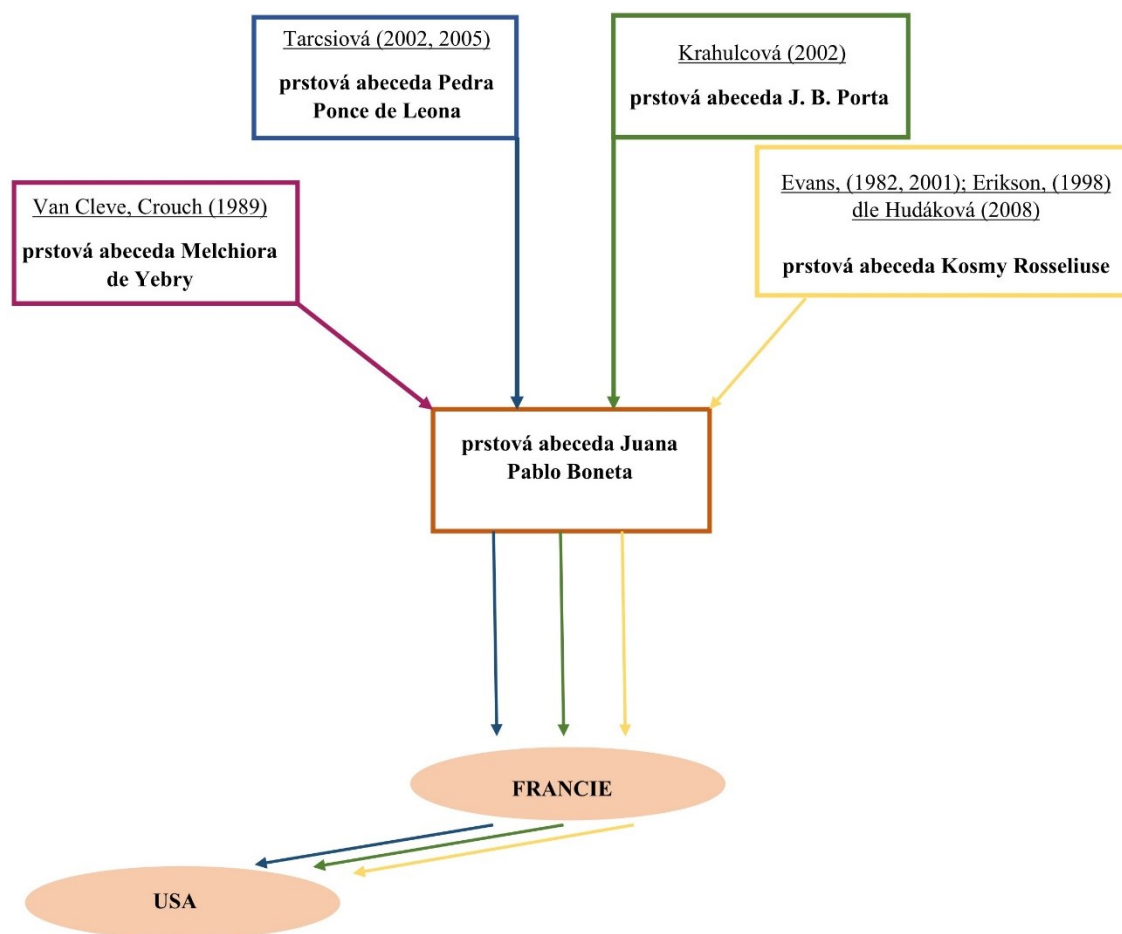 Tarcsiová (2002, 2005)
prstová abeceda Pedra
Ponce de Leona
Krahulcová (2002)
prstová abeceda J. B. Porta
Van Cleve, Crouch (1989)
prstová abeceda Melchiora
de Yebry
Evans, (1982, 2001); Erikson, (1998)
dle Hudáková (2008)
prstová abeceda Kosmy Rosseliuse
prstová abeceda Juana
Pablo Boneta
FRANCIE
USA